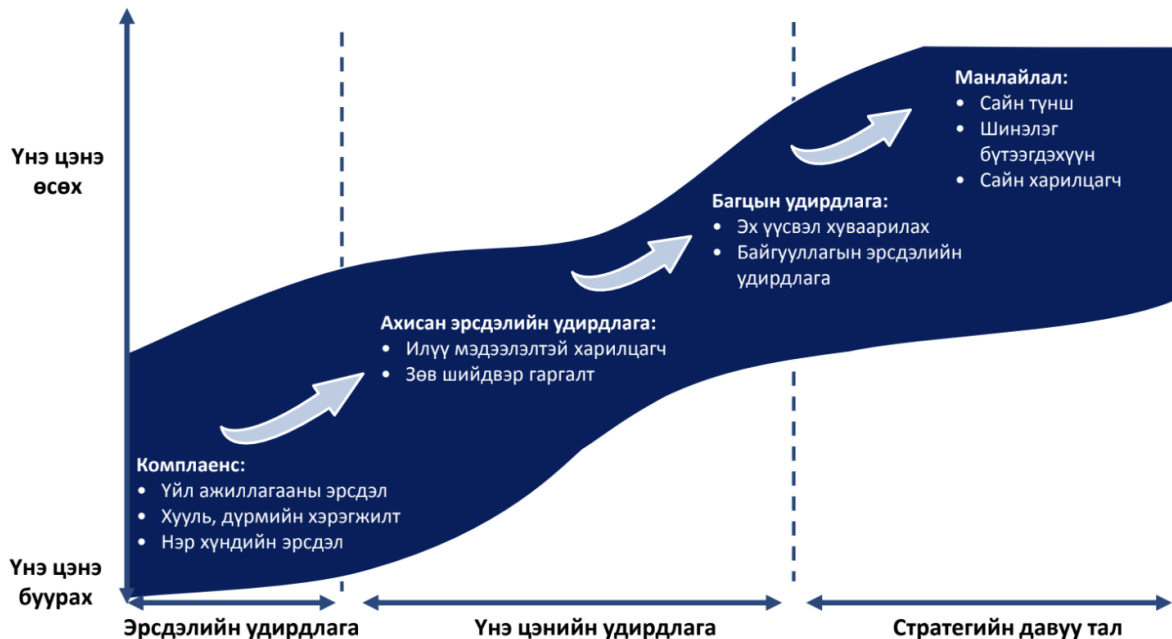 Үнэ цэнэ
өсөх
Манлайлал:
• Сайн түнш
• Шинэлэг
бүтээгдэхүүн
• Сайн харилцагч
Багцын удирдлага:
• Эх үүсвэл хуваарилах
• Байгууллагын эрсдэлийн
удирдлага
Ахисан эрсдэлийн удирдлага:
• Илүү мэдээлэлтэй харилцагч
• Зөв шийдвэр гаргалт
Комплаенс:
• Үйл ажиллагааны эрсдэл
• Хууль, дүрмийн хэрэгжилт
• Нэр хүндийн эрсдэл
Үнэ цэнэ
буурах
Эрсдэлийн удирдлага
Үнэ цэнийн удирдлага
Стратегийн давуу тал